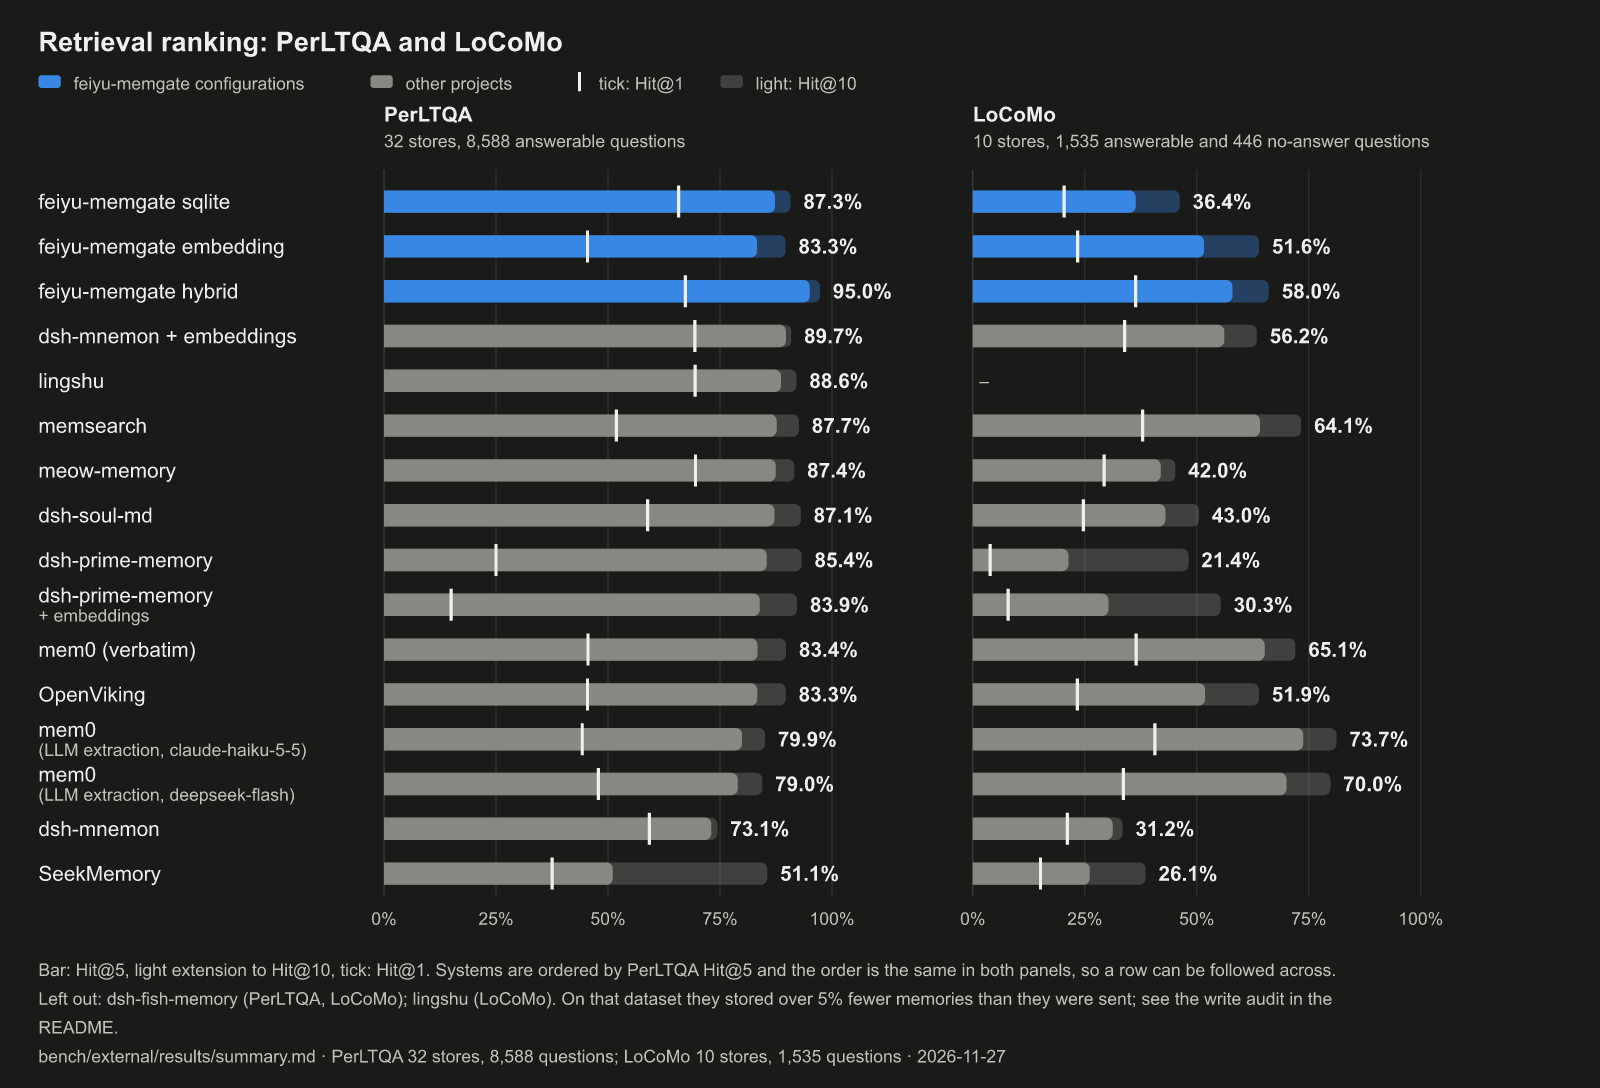 Retrieval ranking: PerLTQA and LoCoMo
feiyu-memgate configurations other projects tick: Hit@1 light: Hit@10
PerLTQA LoCoMo
32 stores, 8,588 answerable questions 10 stores, 1,535 answerable and 446 no-answer questions
feiyu-memgate sqlite 87.3% 36.4%
feiyu-memgate embedding 83.3% 51.6%
feiyu-memgate hybrid 95.0% 58.0%
dsh-mnemon + embeddings 89.7% 56.2%
lingshu 88.6% –
memsearch 87.7% 64.1%
meow-memory 87.4% 42.0%
dsh-soul-md 87.1% 43.0%
dsh-prime-memory 85.4% 21.4%
dsh-prime-memory
+ embeddings 83.9% 30.3%
mem0 (verbatim) 83.4% 65.1%
OpenViking 83.3% 51.9%
mem0
(LLM extraction, claude-haiku-5-5) 79.9% 73.7%
mem0
(LLM extraction, deepseek-flash) 79.0% 70.0%
dsh-mnemon 73.1% 31.2%
SeekMemory 51.1% 26.1%
0% 25% 50% 75% 100% 0% 25% 50% 75% 100%
Bar: Hit@5, light extension to Hit@10, tick: Hit@1. Systems are ordered by PerLTQA Hit@5 and the order is the same in both panels, so a row can be followed across.
Left out: dsh-fish-memory (PerLTQA, LoCoMo); lingshu (LoCoMo). On that dataset they stored over 5% fewer memories than they were sent; see the write audit in the
README.
bench/external/results/summary.md · PerLTQA 32 stores, 8,588 questions; LoCoMo 10 stores, 1,535 questions · 2026-11-27